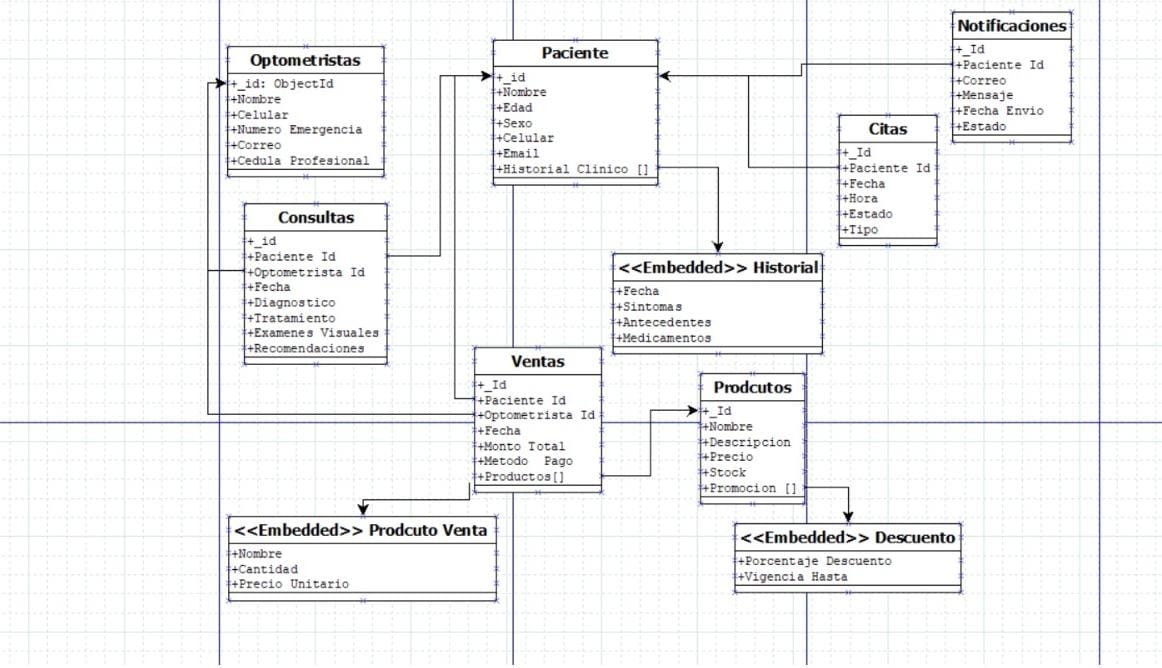 Optometristas
+_id: ObjectId
+Nombre
+Celular
+Numero Emergencia
+Correo
+Cedula Profesional
Paciente
+_id
+Nombre
+Edad
+Sexo
+Celular
+Email
+Historial Clinico []
Notificaciones
+_Id
+Paciente Id
+Correo
+Mensaje
+Fecha Envio
+Estado
Citas
+_Id
+Paciente Id
+Fecha
+Hora
+Estado
+Tipo
Consultas
+_id
+Paciente Id
+Optometrista Id
+Fecha
+Diagnostico
+Tratamiento
+Examenes Visuales
+Recomendaciones
<<Embedded>> Historial
+Fecha
+Sintomas
+Antecedentes
+Medicamentos
Ventas
+_Id
+Paciente Id
+Optometrista Id
+Fecha
+Monto Total
+Metodo  Pago
+Productos[]
Prodcutos
+_Id
+Nombre
+Descripcion
+Precio
+Stock
+Promocion []
<<Embedded>> Prodcuto Venta
+Nombre
+Cantidad
+Precio Unitario
<<Embedded>> Descuento
+Porcentaje Descuento
+Vigencia Hasta